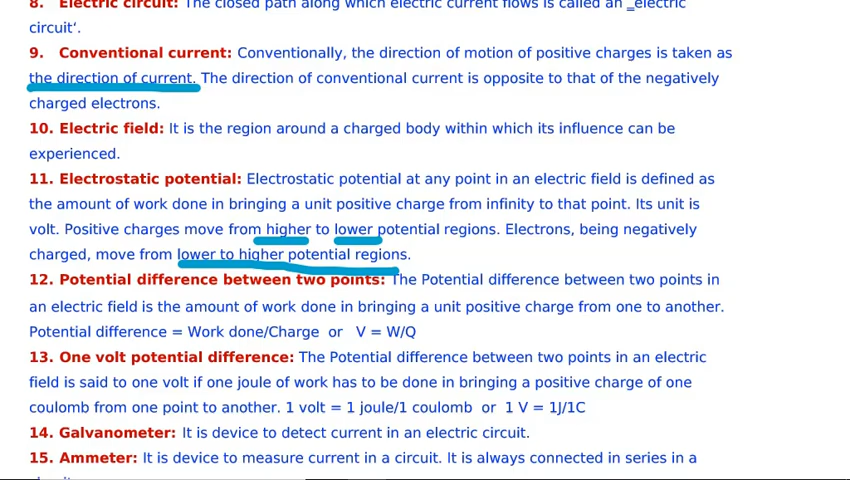 8. Electric circuit: The closed path along which electric current flows is called an ‗electric
circuit‘.
9. Conventional current: Conventionally, the direction of motion of positive charges is taken as
the direction of current. The direction of conventional current is opposite to that of the negatively
charged electrons.
10. Electric field: It is the region around a charged body within which its influence can be
experienced.
11. Electrostatic potential: Electrostatic potential at any point in an electric field is defined as
the amount of work done in bringing a unit positive charge from infinity to that point. Its unit is
volt. Positive charges move from higher to lower potential regions. Electrons, being negatively
charged, move from lower to higher potential regions.
12. Potential difference between two points: The Potential difference between two points in
an electric field is the amount of work done in bringing a unit positive charge from one to another.
Potential difference = Work done/Charge or V = W/Q
13. One volt potential difference: The Potential difference between two points in an electric
field is said to one volt if one joule of work has to be done in bringing a positive charge of one
coulomb from one point to another. 1 volt = 1 joule/1 coulomb or 1 V = 1J/1C
14. Galvanometer: It is device to detect current in an electric circuit.
15. Ammeter: It is device to measure current in a circuit. It is always connected in series in a